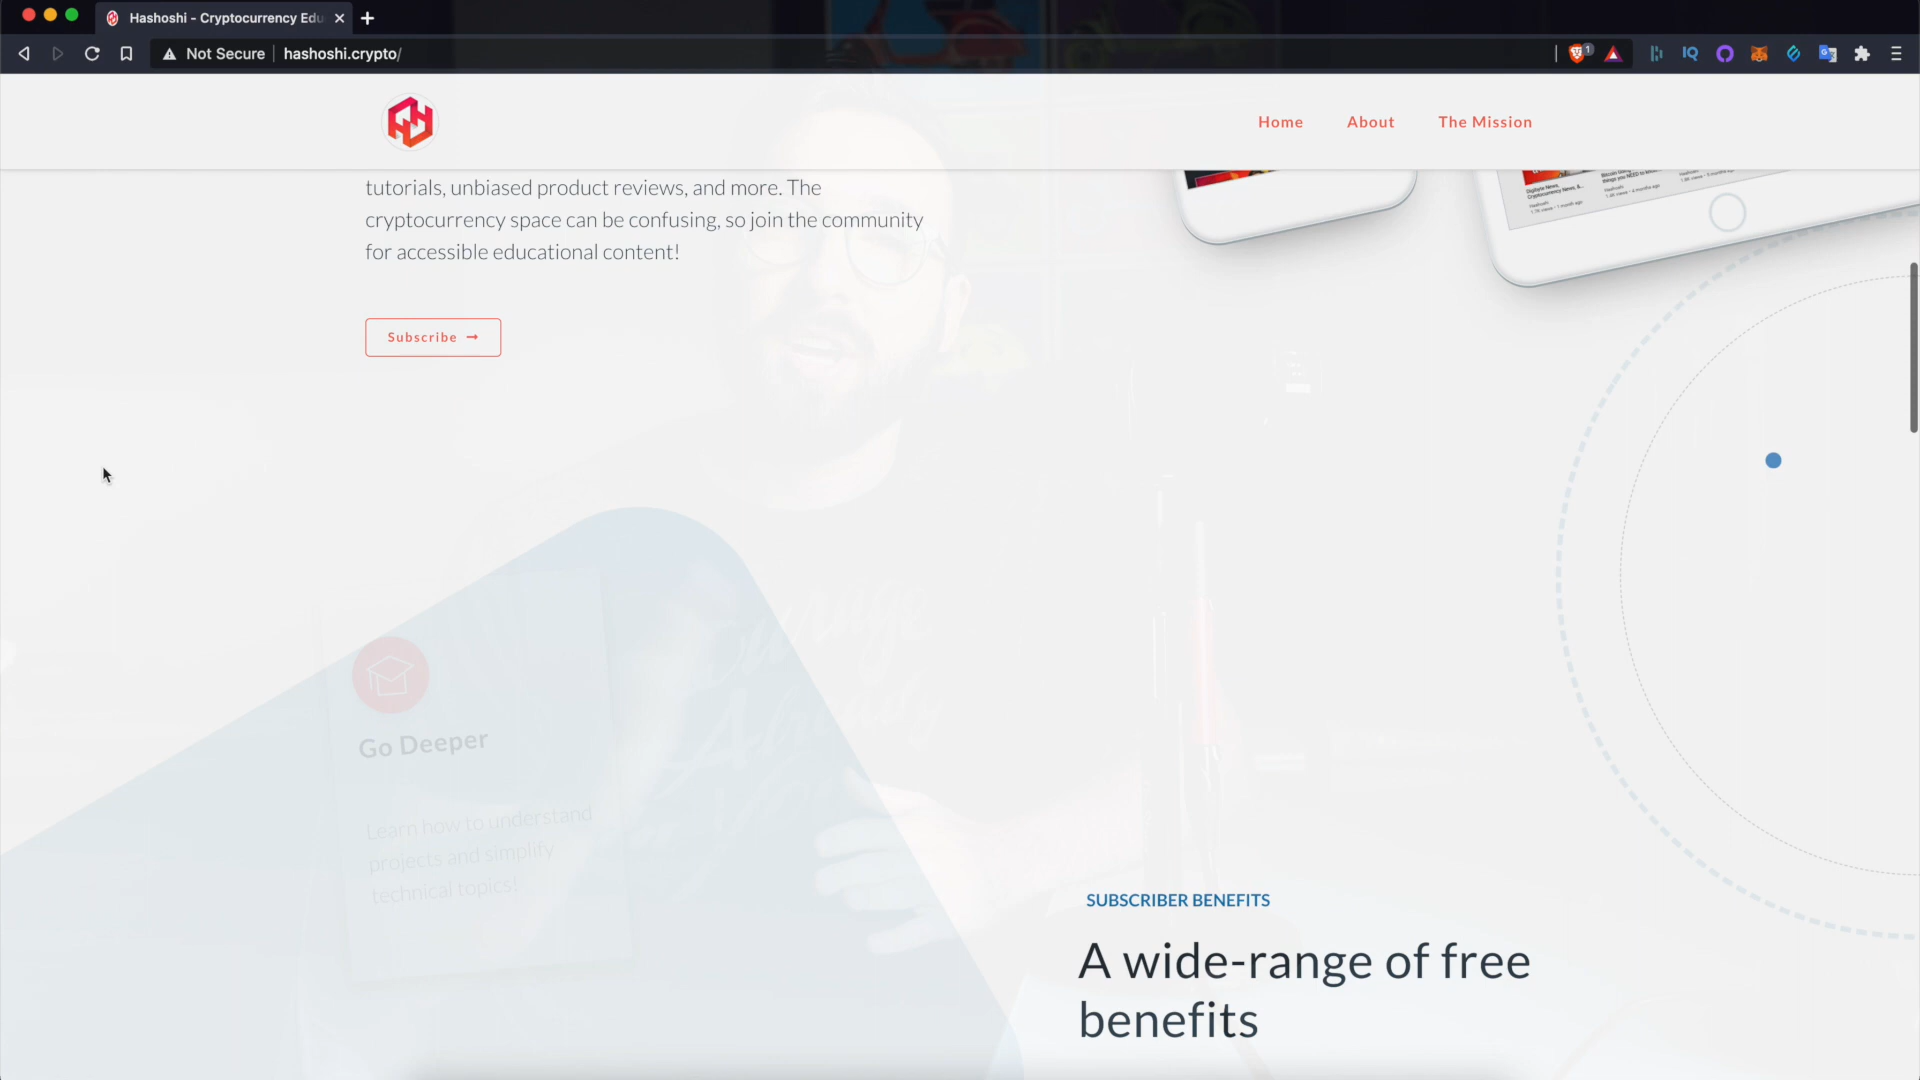 Hashoshi - Cryptocurrency Edu
Not Secure
hashoshi.crypto/
Home
About
The Mission
tutorials, unbiased product reviews, and more. The
cryptocurrency space can be confusing, so join the community
for accessible educational content!
Subscribe →
Go Deeper
Learn how to understand
projects and simplify
technical topics!
SUBSCRIBER BENEFITS
A wide-range of free
benefits